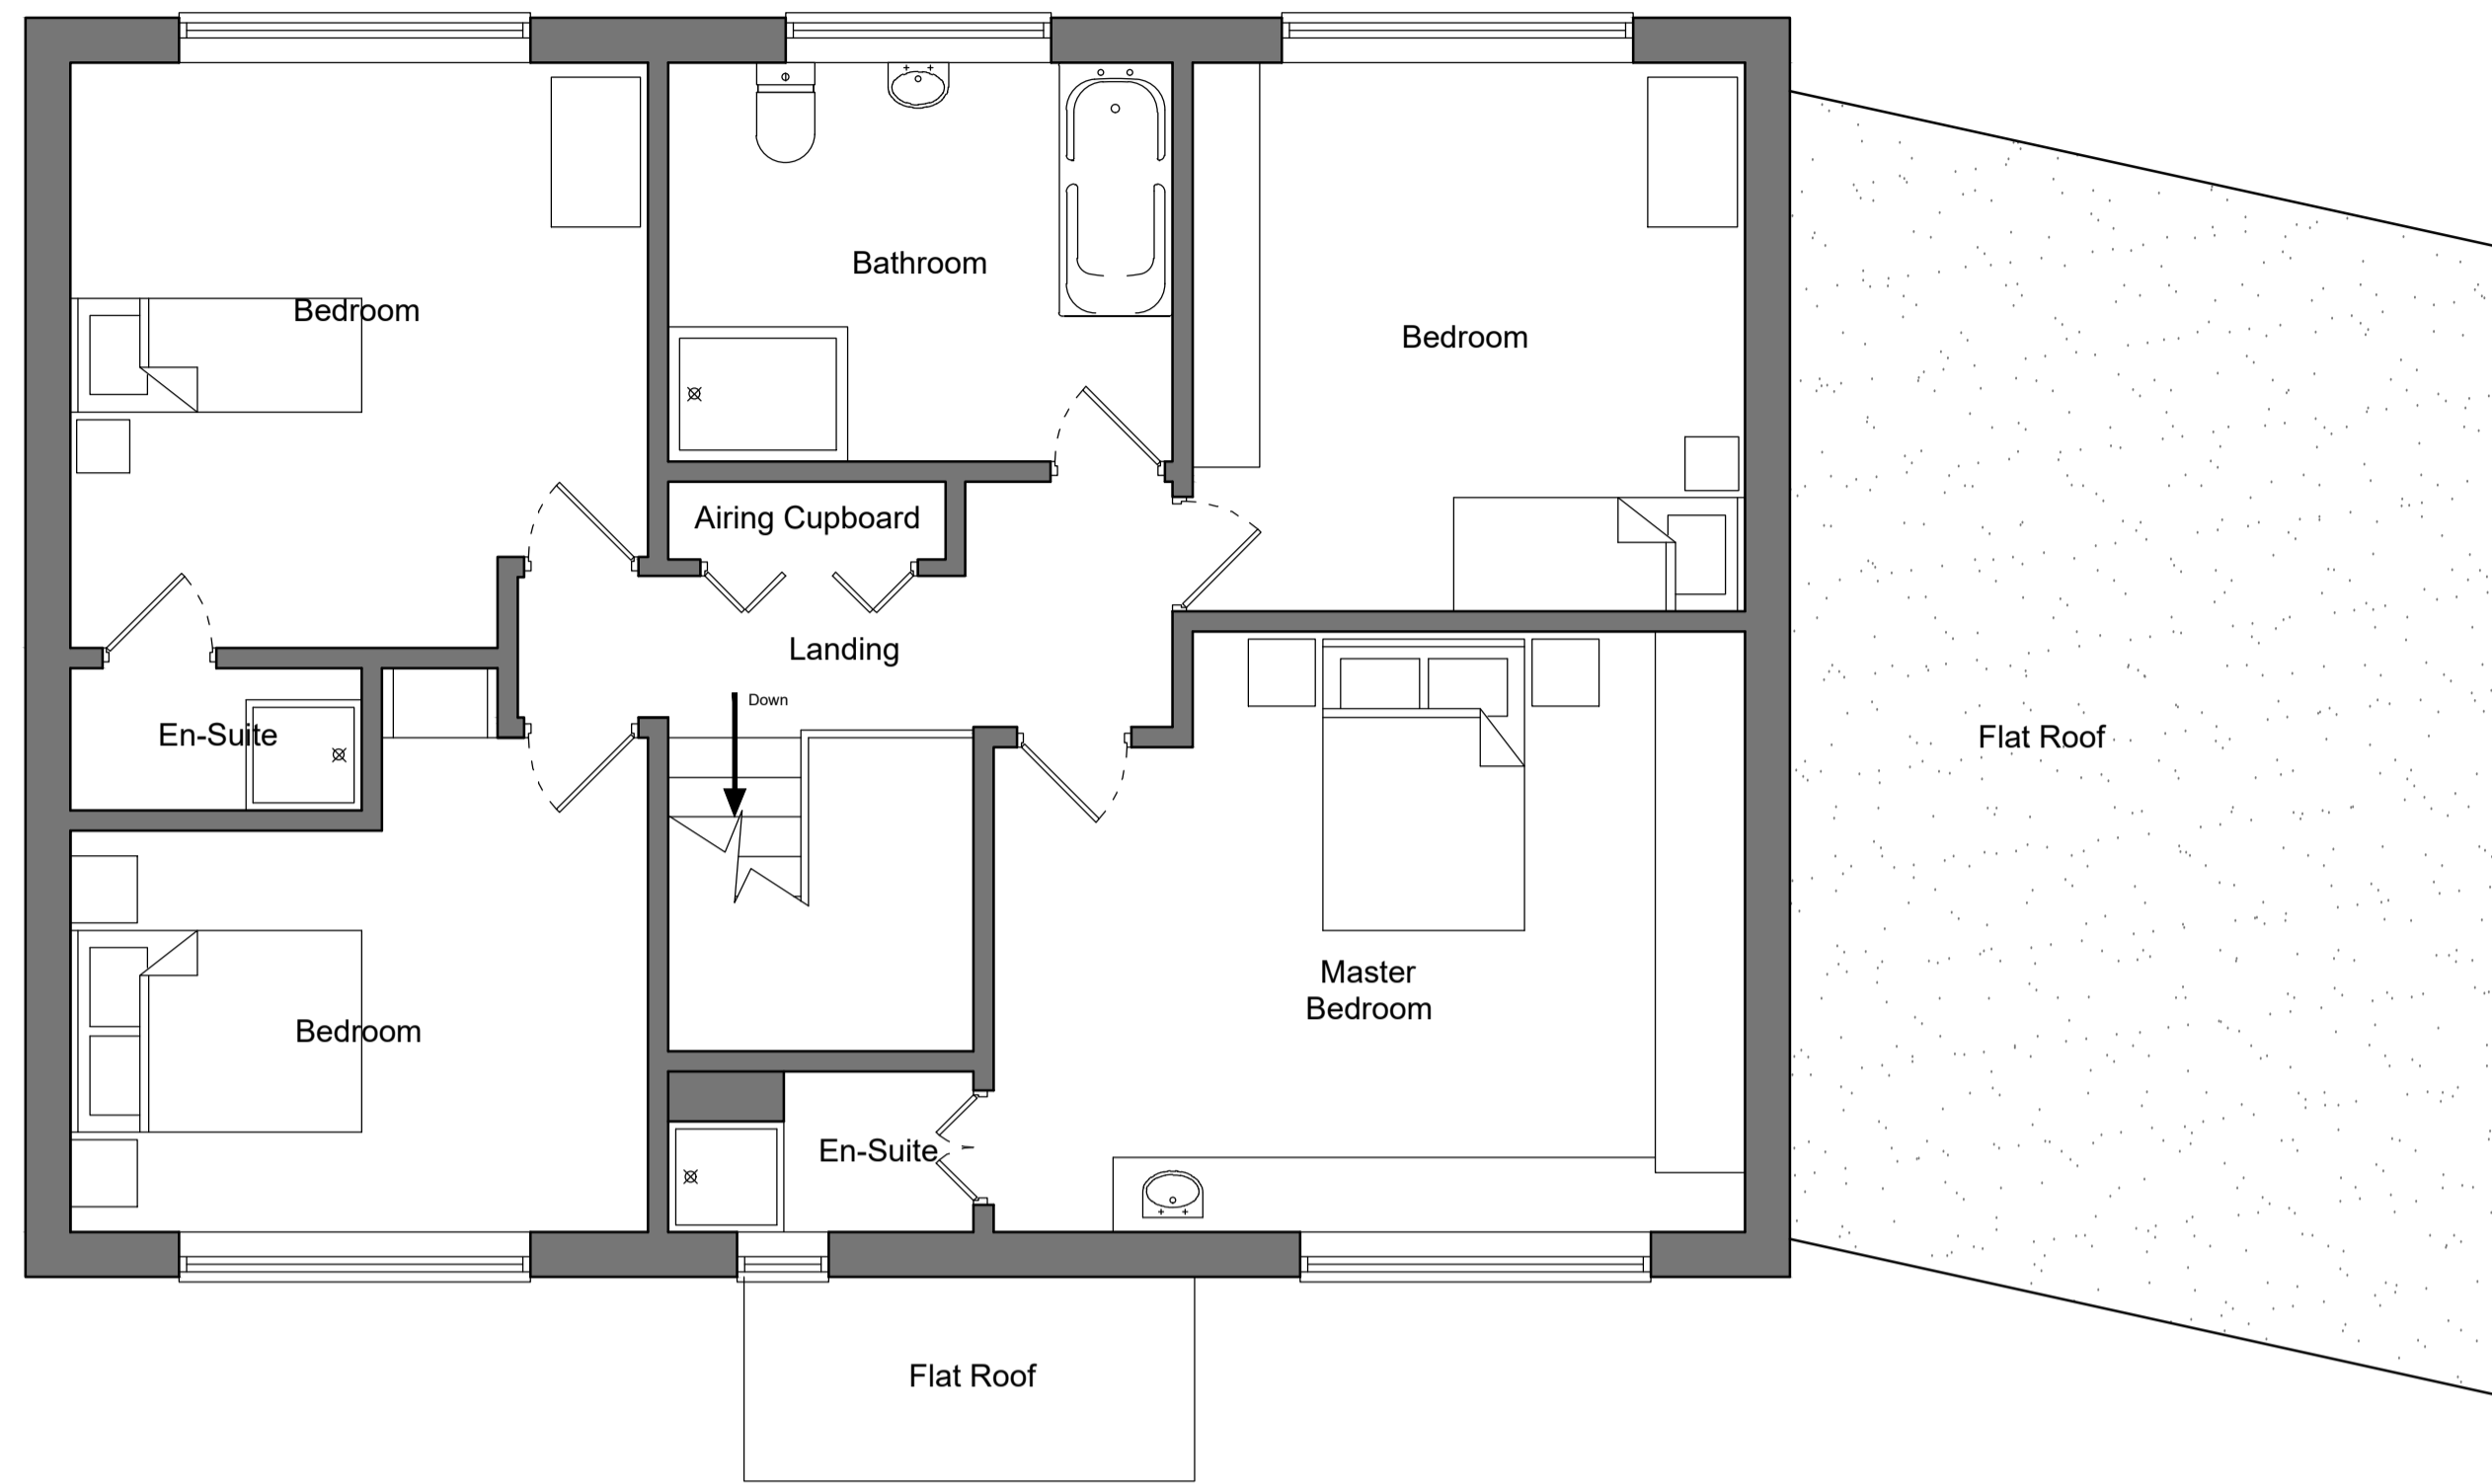 Bathroom
Bedroom
Bedroom
Airing Cupboard
Landing
Down
En-Suite
Flat Roof
Master
Bedroom
Bedroom
En-Suite
Flat Roof